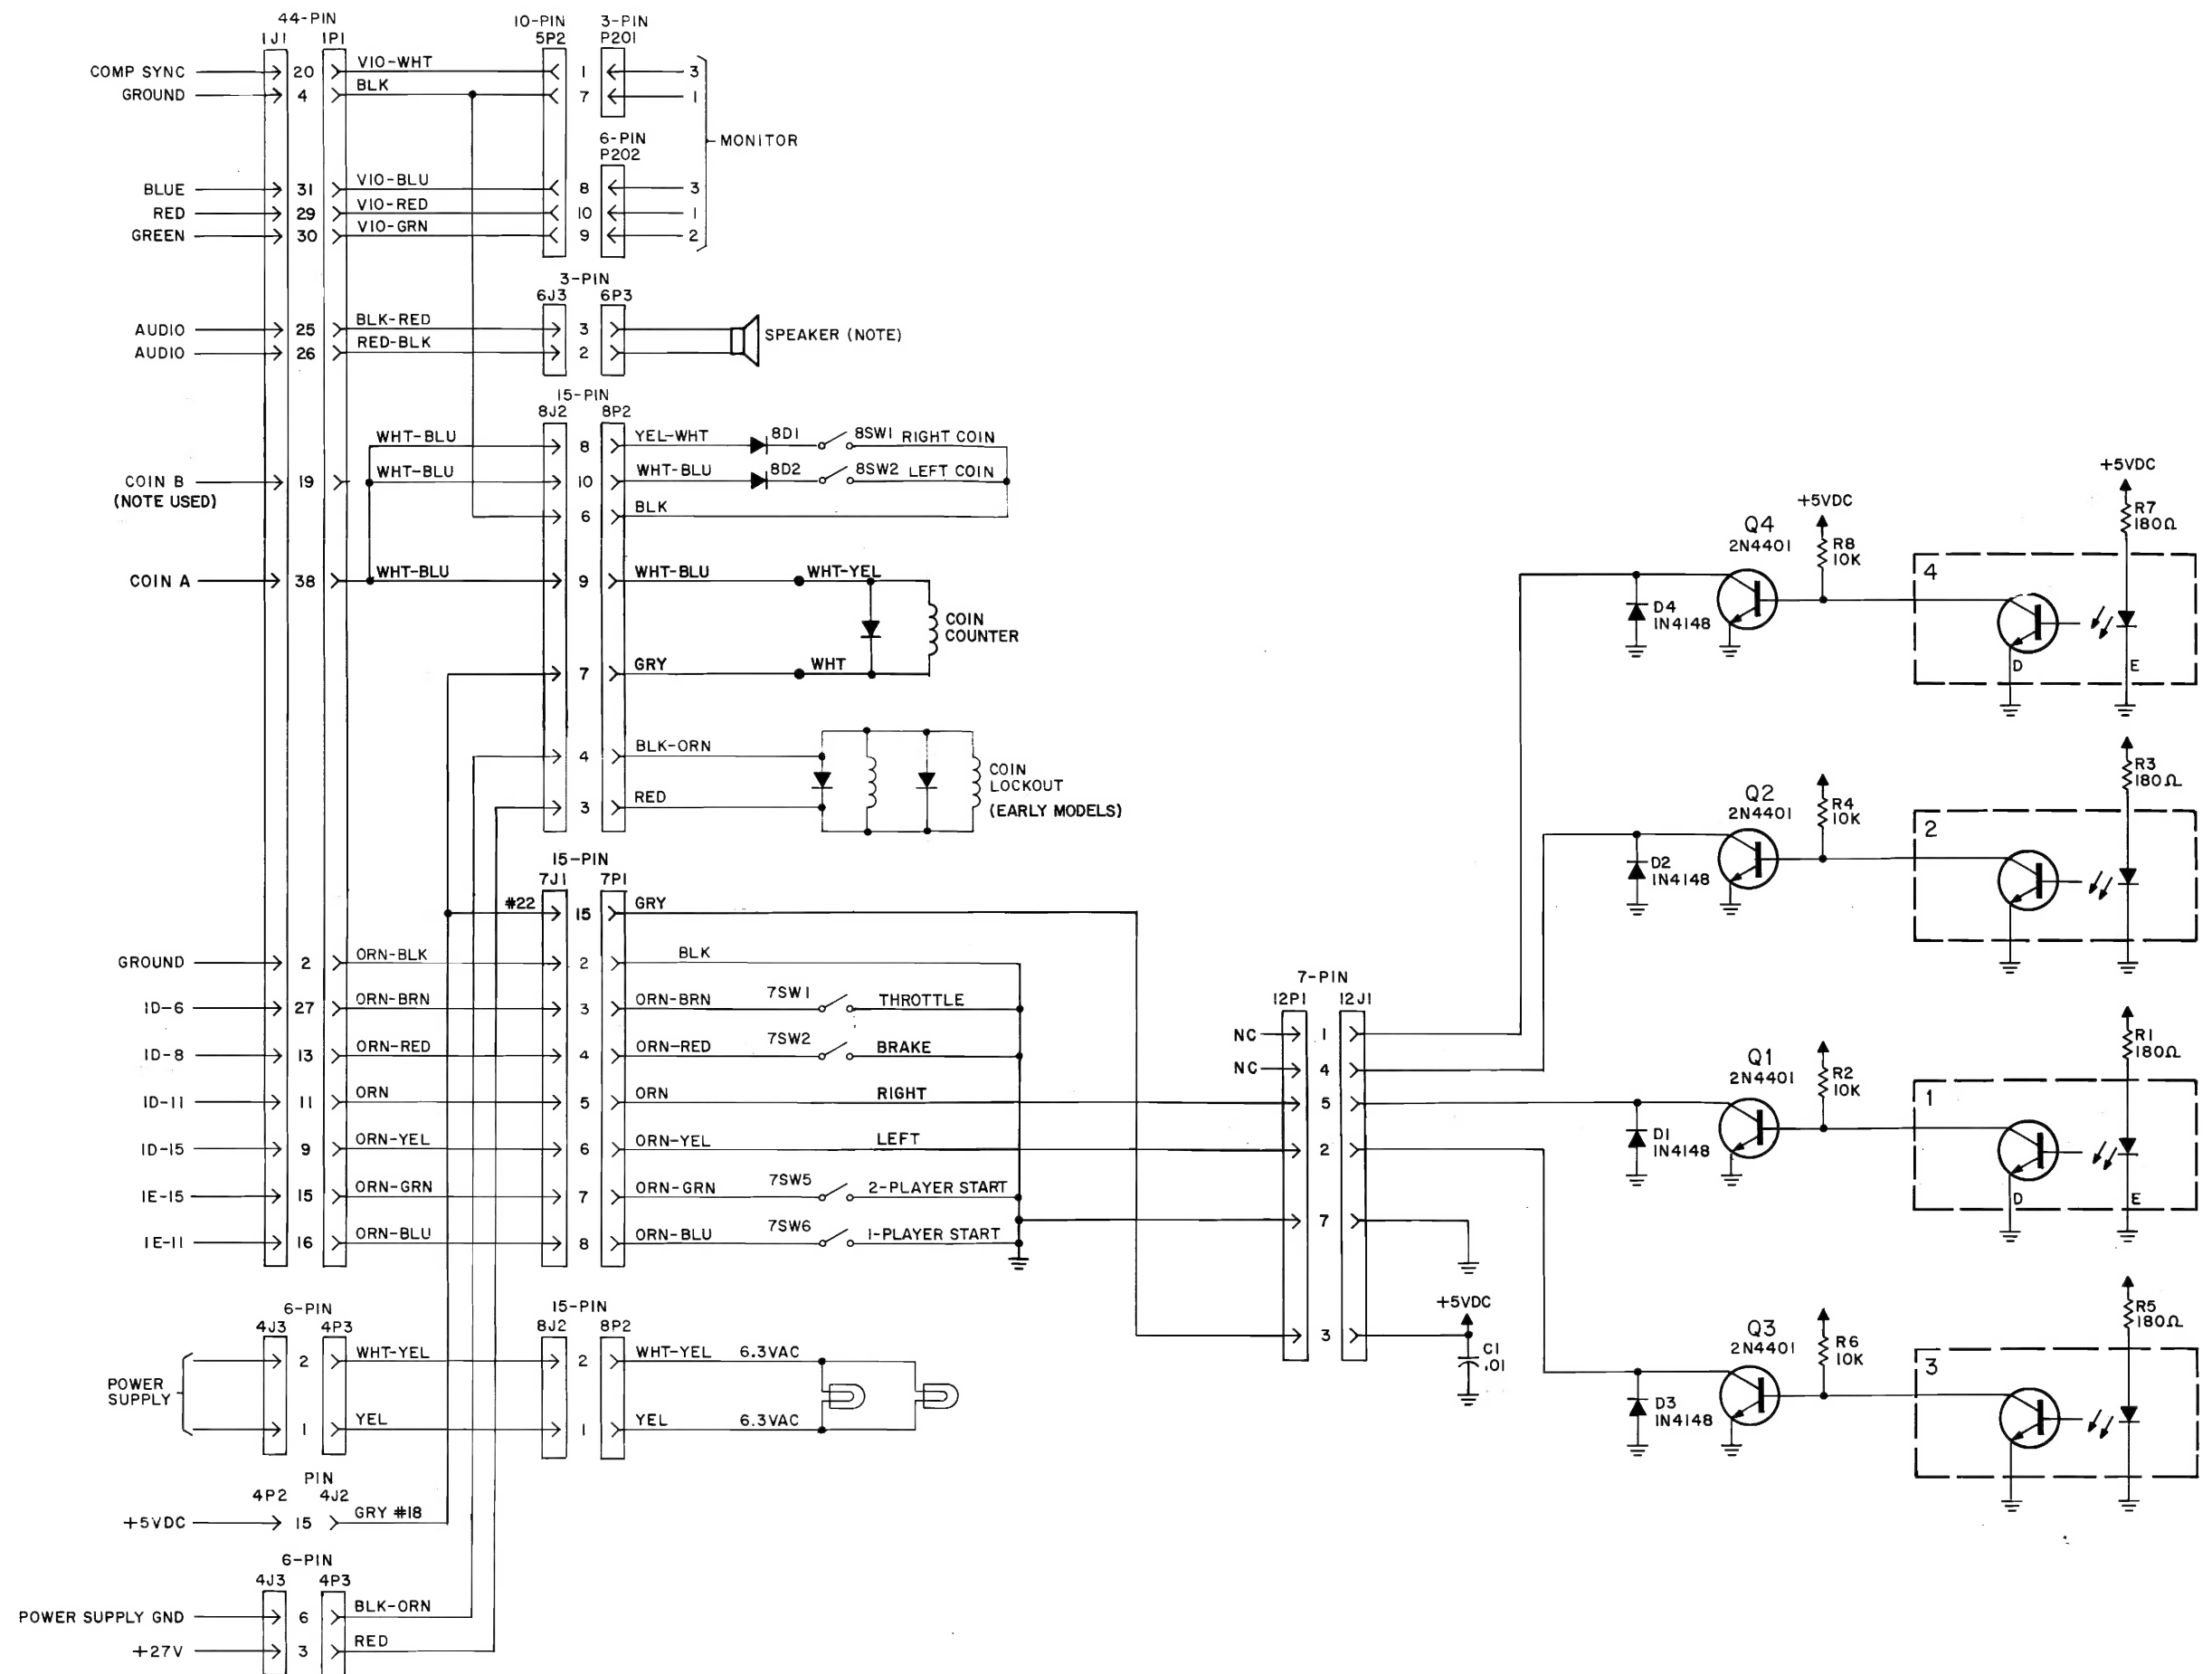 44-PIN
1J1 1P1
10-PIN
5P2
3-PIN
P201
COMP SYNC 20 VIO-WHT 1 3
GROUND 4 BLK 7 1
MONITOR
6-PIN
P202
BLUE 31 VIO-BLU 8 3
RED 29 VIO-RED 10 1
GREEN 30 VIO-GRN 9 2
3-PIN
6J3 6P3
AUDIO 25 BLK-RED 3
AUDIO 26 RED-BLK 2
SPEAKER (NOTE)
15-PIN
8J2 8P2
WHT-BLU 8 YEL-WHT 8D1 8SW1 RIGHT COIN
COIN B 19 WHT-BLU 10 WHT-BLU 8D2 8SW2 LEFT COIN
(NOTE USED)
6 BLK
COIN A 38 WHT-BLU 9 WHT-BLU WHT-YEL
COIN
COUNTER
7 GRY WHT
4 BLK-ORN
COIN
LOCKOUT
(EARLY MODELS)
3 RED
15-PIN
7J1 7P1
#22 15 GRY
GROUND 2 ORN-BLK 2 BLK
1D-6 27 ORN-BRN 3 ORN-BRN 7SW1 THROTTLE
1D-8 13 ORN-RED 4 ORN-RED 7SW2 BRAKE
1D-11 11 ORN 5 ORN RIGHT
1D-15 9 ORN-YEL 6 ORN-YEL LEFT
1E-15 15 ORN-GRN 7 ORN-GRN 7SW5 2-PLAYER START
1E-11 16 ORN-BLU 8 ORN-BLU 7SW6 1-PLAYER START
6-PIN
4J3 4P3
15-PIN
8J2 8P2
POWER
SUPPLY
2 WHT-YEL 2 WHT-YEL 6.3VAC
1 YEL 1 YEL 6.3VAC
PIN
4P2 4J2
+5VDC 15 GRY #18
6-PIN
4J3 4P3
POWER SUPPLY GND 6 BLK-ORN
+27V 3 RED
7-PIN
12P1 12J1
NC 1
NC 4
5
2
7
3
+5VDC
C1
.01
Q4
2N4401
+5VDC
R8
10K
+5VDC
R7
180Ω
D4
1N4148
4
D E
Q2
2N4401
R4
10K
R3
180Ω
D2
1N4148
2
Q1
2N4401
R2
10K
R1
180Ω
D1
1N4148
1
D E
Q3
2N4401
R6
10K
R5
180Ω
D3
1N4148
3